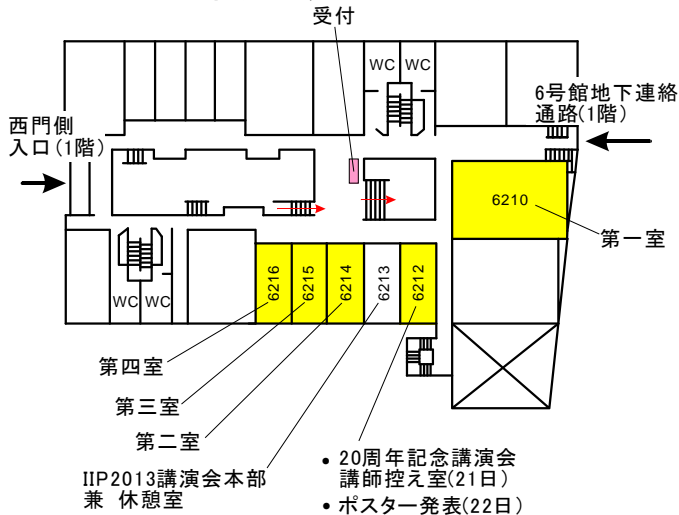 受付
WC WC
6号館地下連絡
通路(1階)
西門側
入口(1階)
6210
第一室
6216
6215
6214
6213
6212
WC WC
第四室
第三室
第二室
IIP2013講演会本部
兼 休憩室
• 20周年記念講演会
講師控え室(21日)
• ポスター発表(22日)